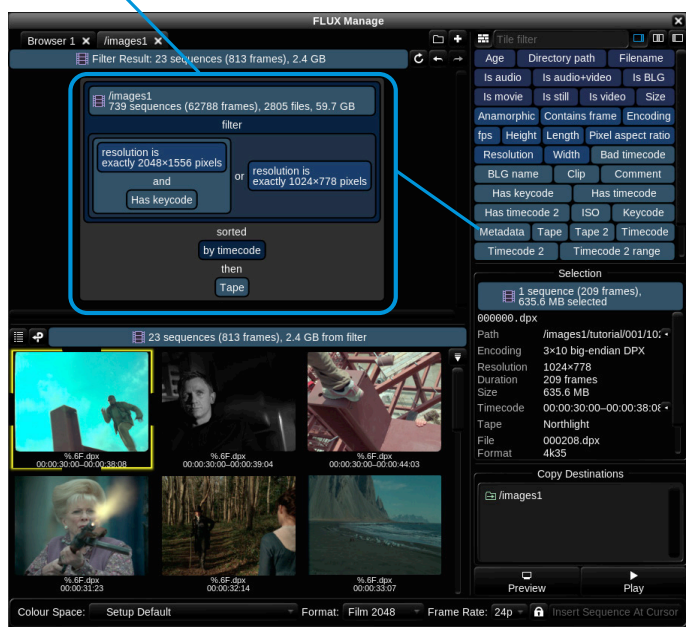 FLUX Manage
Browser 1
/images1
Filter Result: 23 sequences (813 frames), 2.4 GB
/images1
739 sequences (62788 frames), 2805 files, 59.7 GB
filter
resolution is
exactly 2048×1556 pixels
and
Has keycode
or
resolution is
exactly 1024×778 pixels
sorted
by timecode
then
Tape
23 sequences (813 frames), 2.4 GB from filter
%.6F.dpx
00:00:30:00–00:00:38:08
%.6F.dpx
00:00:30:00–00:00:39:04
%.6F.dpx
00:00:30:00–00:00:44:03
%.6F.dpx
00:00:31:23
%.6F.dpx
00:00:32:14
%.6F.dpx
00:00:33:07
Tile filter
Age Directory path Filename
Is audio Is audio+video Is BLG
Is movie Is still Is video Size
Anamorphic Contains frame Encoding
fps Height Length Pixel aspect ratio
Resolution Width Bad timecode
BLG name Clip Comment
Has keycode Has timecode
Has timecode 2 ISO Keycode
Metadata Tape Tape 2 Timecode
Timecode 2 Timecode 2 range
Selection
1 sequence (209 frames),
635.6 MB selected
000000.dpx
Path /images1/tutorial/001/102
Encoding 3×10 big-endian DPX
Resolution 1024×778
Duration 209 frames
Size 635.6 MB
Timecode 00:00:30:00–00:00:38:08
Tape Northlight
File 000208.dpx
Format 4k35
Copy Destinations
/images1
Preview
Play
Colour Space: Setup Default Format: Film 2048 Frame Rate: 24p Insert Sequence At Cursor